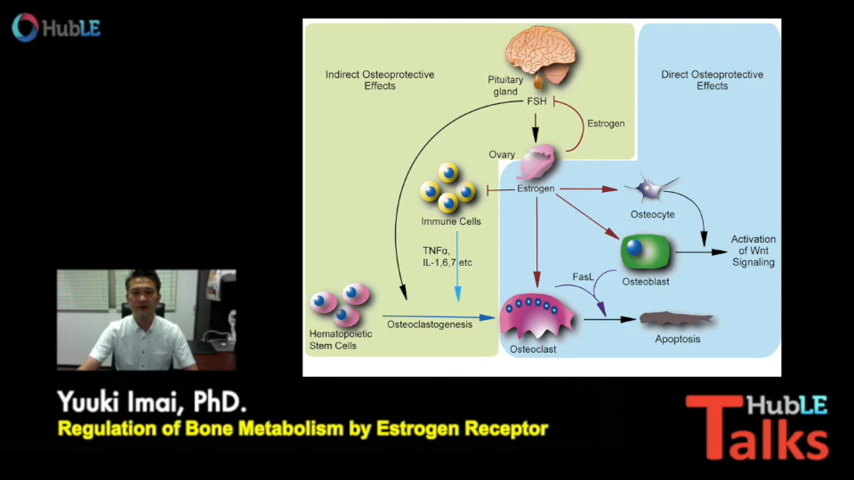 HubLE
Indirect Osteoprotective
Effects
Pituitary
gland
FSH
Direct Osteoprotective
Effects
Estrogen
Ovary
Estrogen
Immune Cells
Osteocyte
TNFα,
IL-1,6,7 etc
Activation
of Wnt
Signaling
Osteoblast
FasL
Hematopoietic
Stem Cells
Osteoclastogenesis
Osteoclast
Apoptosis
Yuuki Imai, PhD.
Regulation of Bone Metabolism by Estrogen Receptor
HubLE
Talks